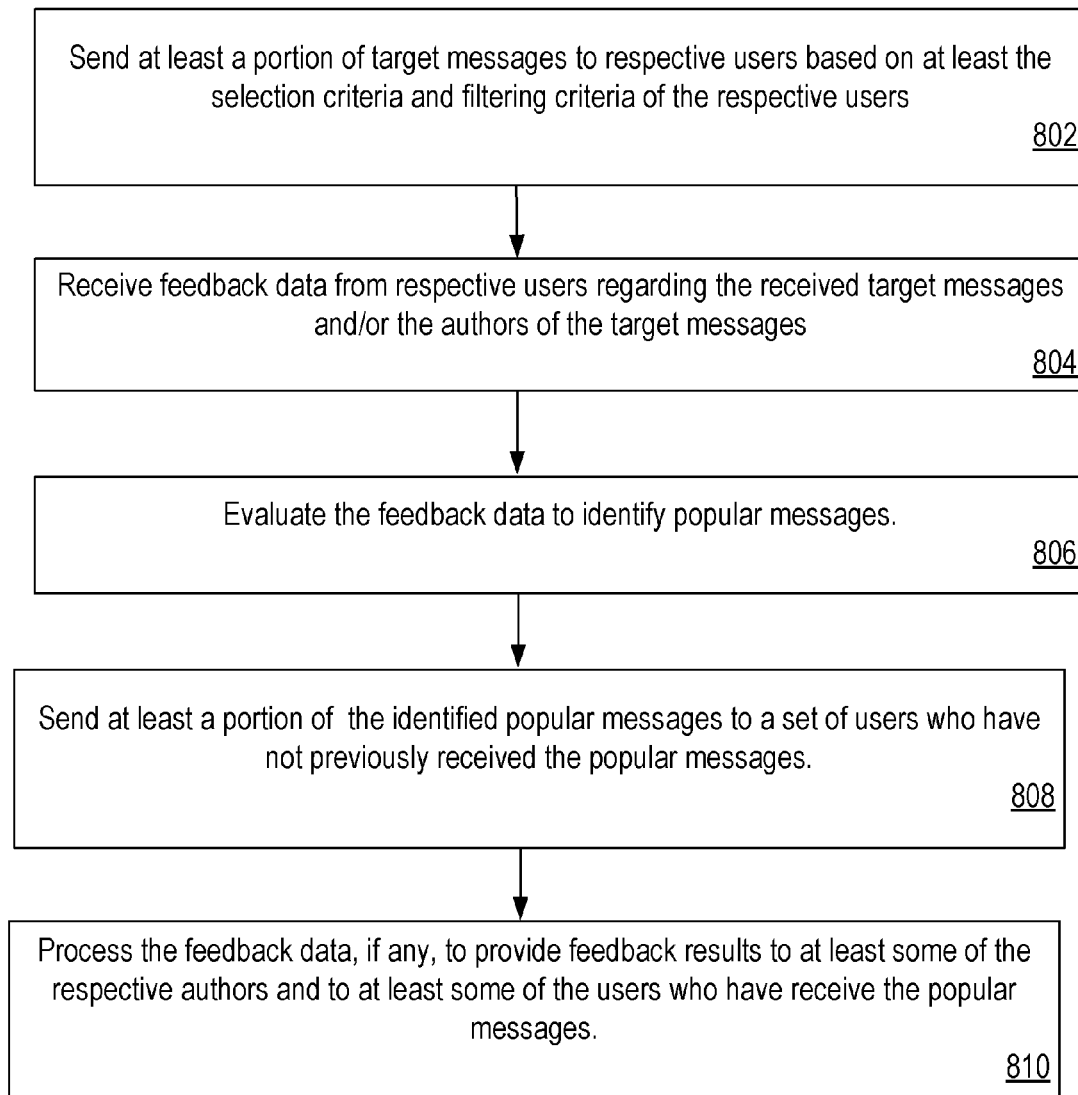 Send at least a portion of target messages to respective users based on at least the
selection criteria and filtering criteria of the respective users
802
Receive feedback data from respective users regarding the received target messages
and/or the authors of the target messages
804
Evaluate the feedback data to identify popular messages.
806
Send at least a portion of the identified popular messages to a set of users who have
not previously received the popular messages.
808
Process the feedback data, if any, to provide feedback results to at least some of the
respective authors and to at least some of the users who have receive the popular
messages.
810